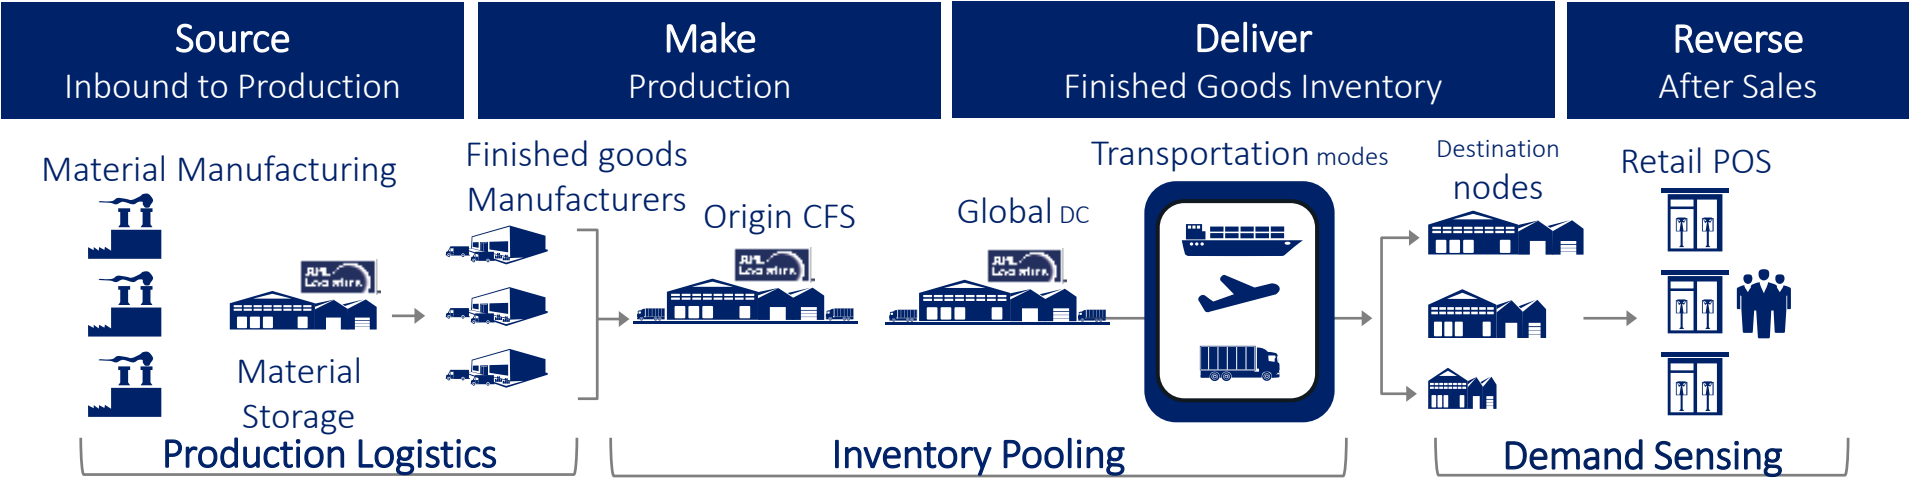 Source
Inbound to Production
Make
Production
Deliver
Finished Goods Inventory
Reverse
After Sales
Material Manufacturing
Material
Storage
Finished goods
Manufacturers
Origin CFS
Global DC
Transportation modes
Destination
nodes
Retail POS
Production Logistics
Inventory Pooling
Demand Sensing